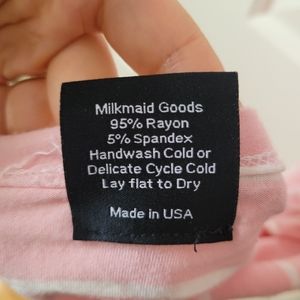 Milkmaid Goods
95% Rayon
5% Spandex
Handwash Cold or
Delicate Cycle Cold
Lay flat to Dry
Made in USA